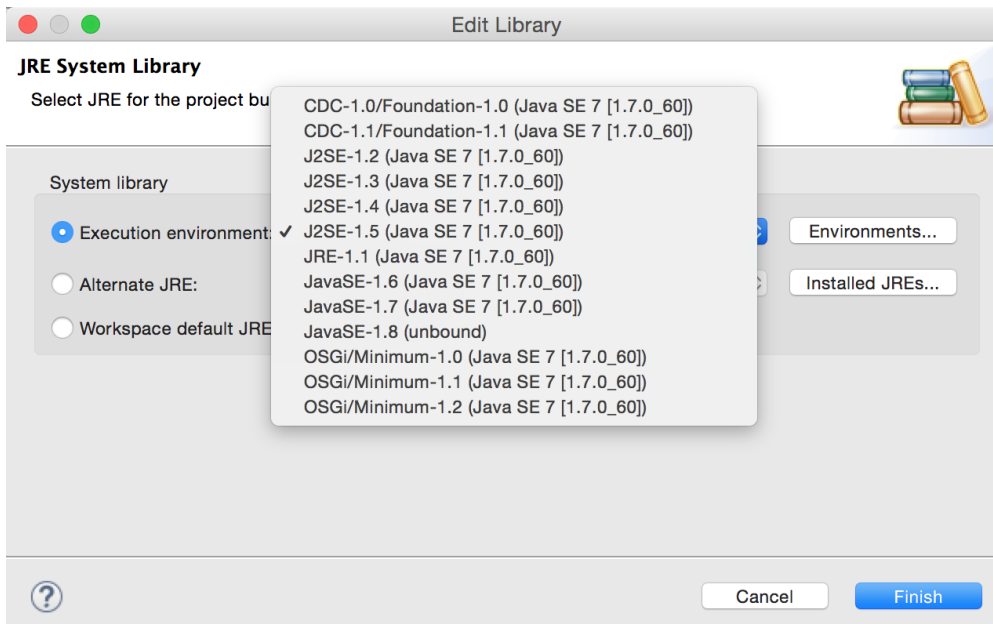 Edit Library
JRE System Library
Select JRE for the project bu
System library
Execution environment:
CDC-1.0/Foundation-1.0 (Java SE 7 [1.7.0_60])
CDC-1.1/Foundation-1.1 (Java SE 7 [1.7.0_60])
J2SE-1.2 (Java SE 7 [1.7.0_60])
J2SE-1.3 (Java SE 7 [1.7.0_60])
J2SE-1.4 (Java SE 7 [1.7.0_60])
✓ J2SE-1.5 (Java SE 7 [1.7.0_60])
JRE-1.1 (Java SE 7 [1.7.0_60])
JavaSE-1.6 (Java SE 7 [1.7.0_60])
JavaSE-1.7 (Java SE 7 [1.7.0_60])
JavaSE-1.8 (unbound)
OSGi/Minimum-1.0 (Java SE 7 [1.7.0_60])
OSGi/Minimum-1.1 (Java SE 7 [1.7.0_60])
OSGi/Minimum-1.2 (Java SE 7 [1.7.0_60])
Environments...
Alternate JRE:
Installed JREs...
Workspace default JRE
?
Cancel
Finish